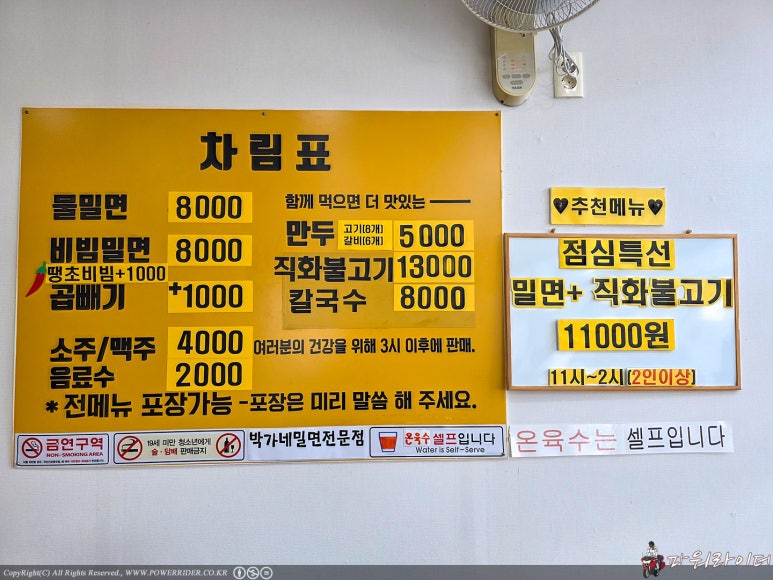 차림표
물밀면 8000
비빔밀면 8000
땡초비빔+1000
곱빼기 +1000
소주/맥주 4000
음료수 2000
함께 먹으면 더 맛있는
만두 고기(8개) 갈비(6개) 5000
직화불고기 13000
칼국수 8000
여러분의 건강을 위해 3시 이후에 판매.
*전메뉴 포장가능 -포장은 미리 말씀 해 주세요.
금연구역
NON-SMOKING AREA
19세 미만 청소년에게
술·담배 판매금지
박가네밀면전문점
온육수 셀프입니다
Water is Self-Serve
♥추천메뉴♥
점심특선
밀면+ 직화불고기
11000원
11시~2시 (2인이상)
온육수는 셀프입니다
CopyRight(C) All Rights Reserved., WWW.POWERRIDER.CO.KR
파워라이더